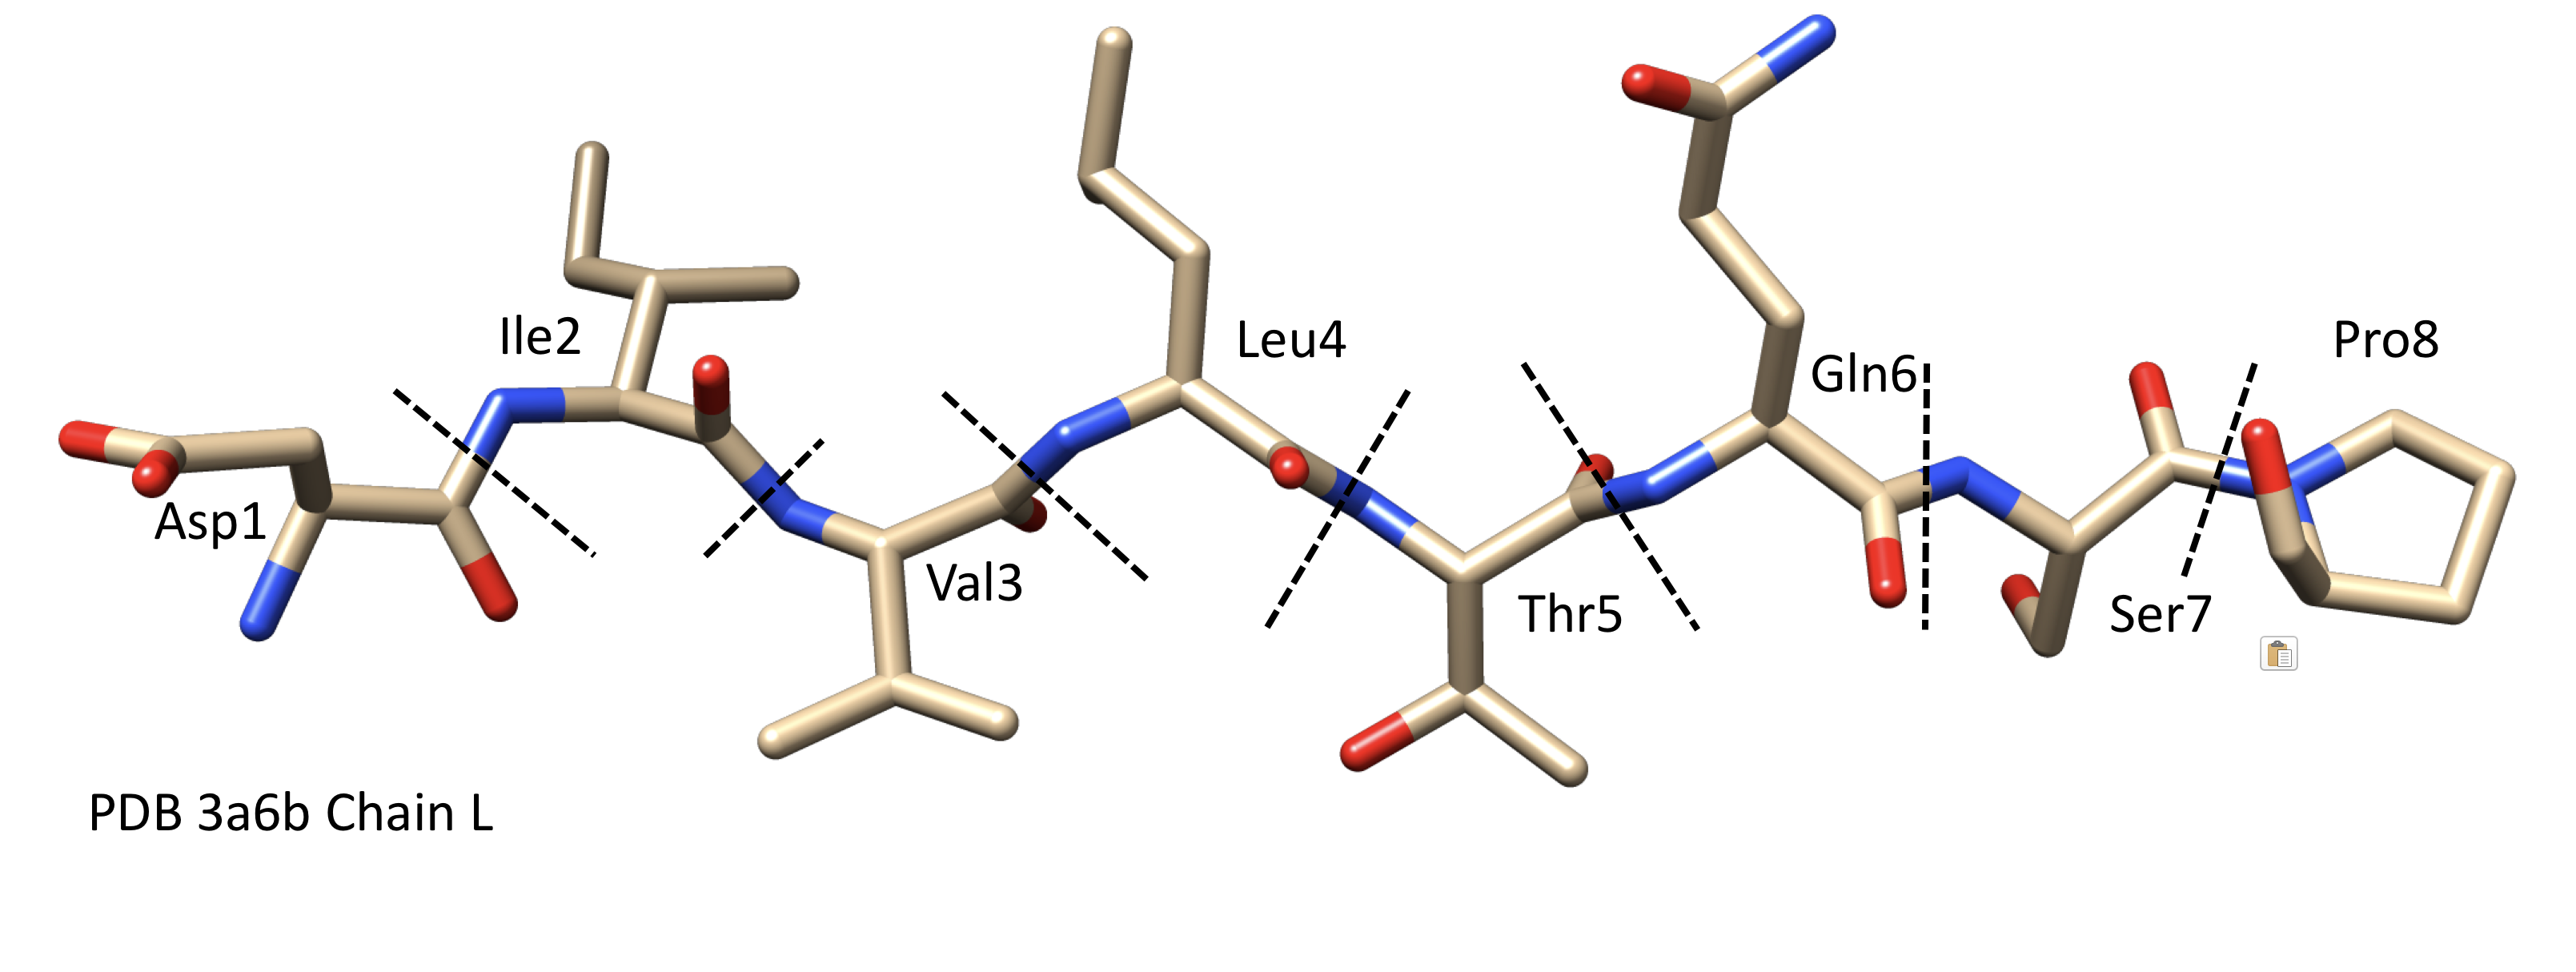 Ile2
Leu4
Pro8
Gln6
Asp1
Val3
Thr5
Ser7
PDB 3a6b Chain L